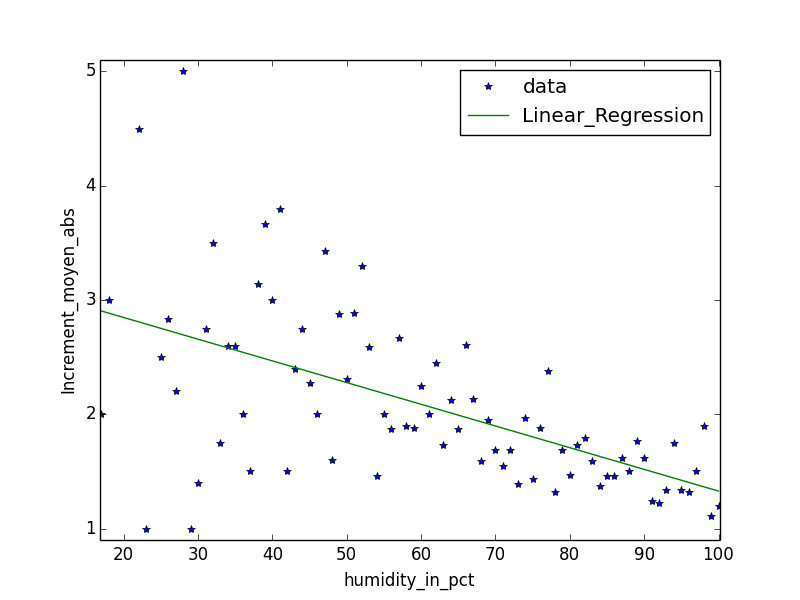 data
Linear_Regression
5
4
3
2
1
Increment_moyen_abs
20 30 40 50 60 70 80 90 100
humidity_in_pct